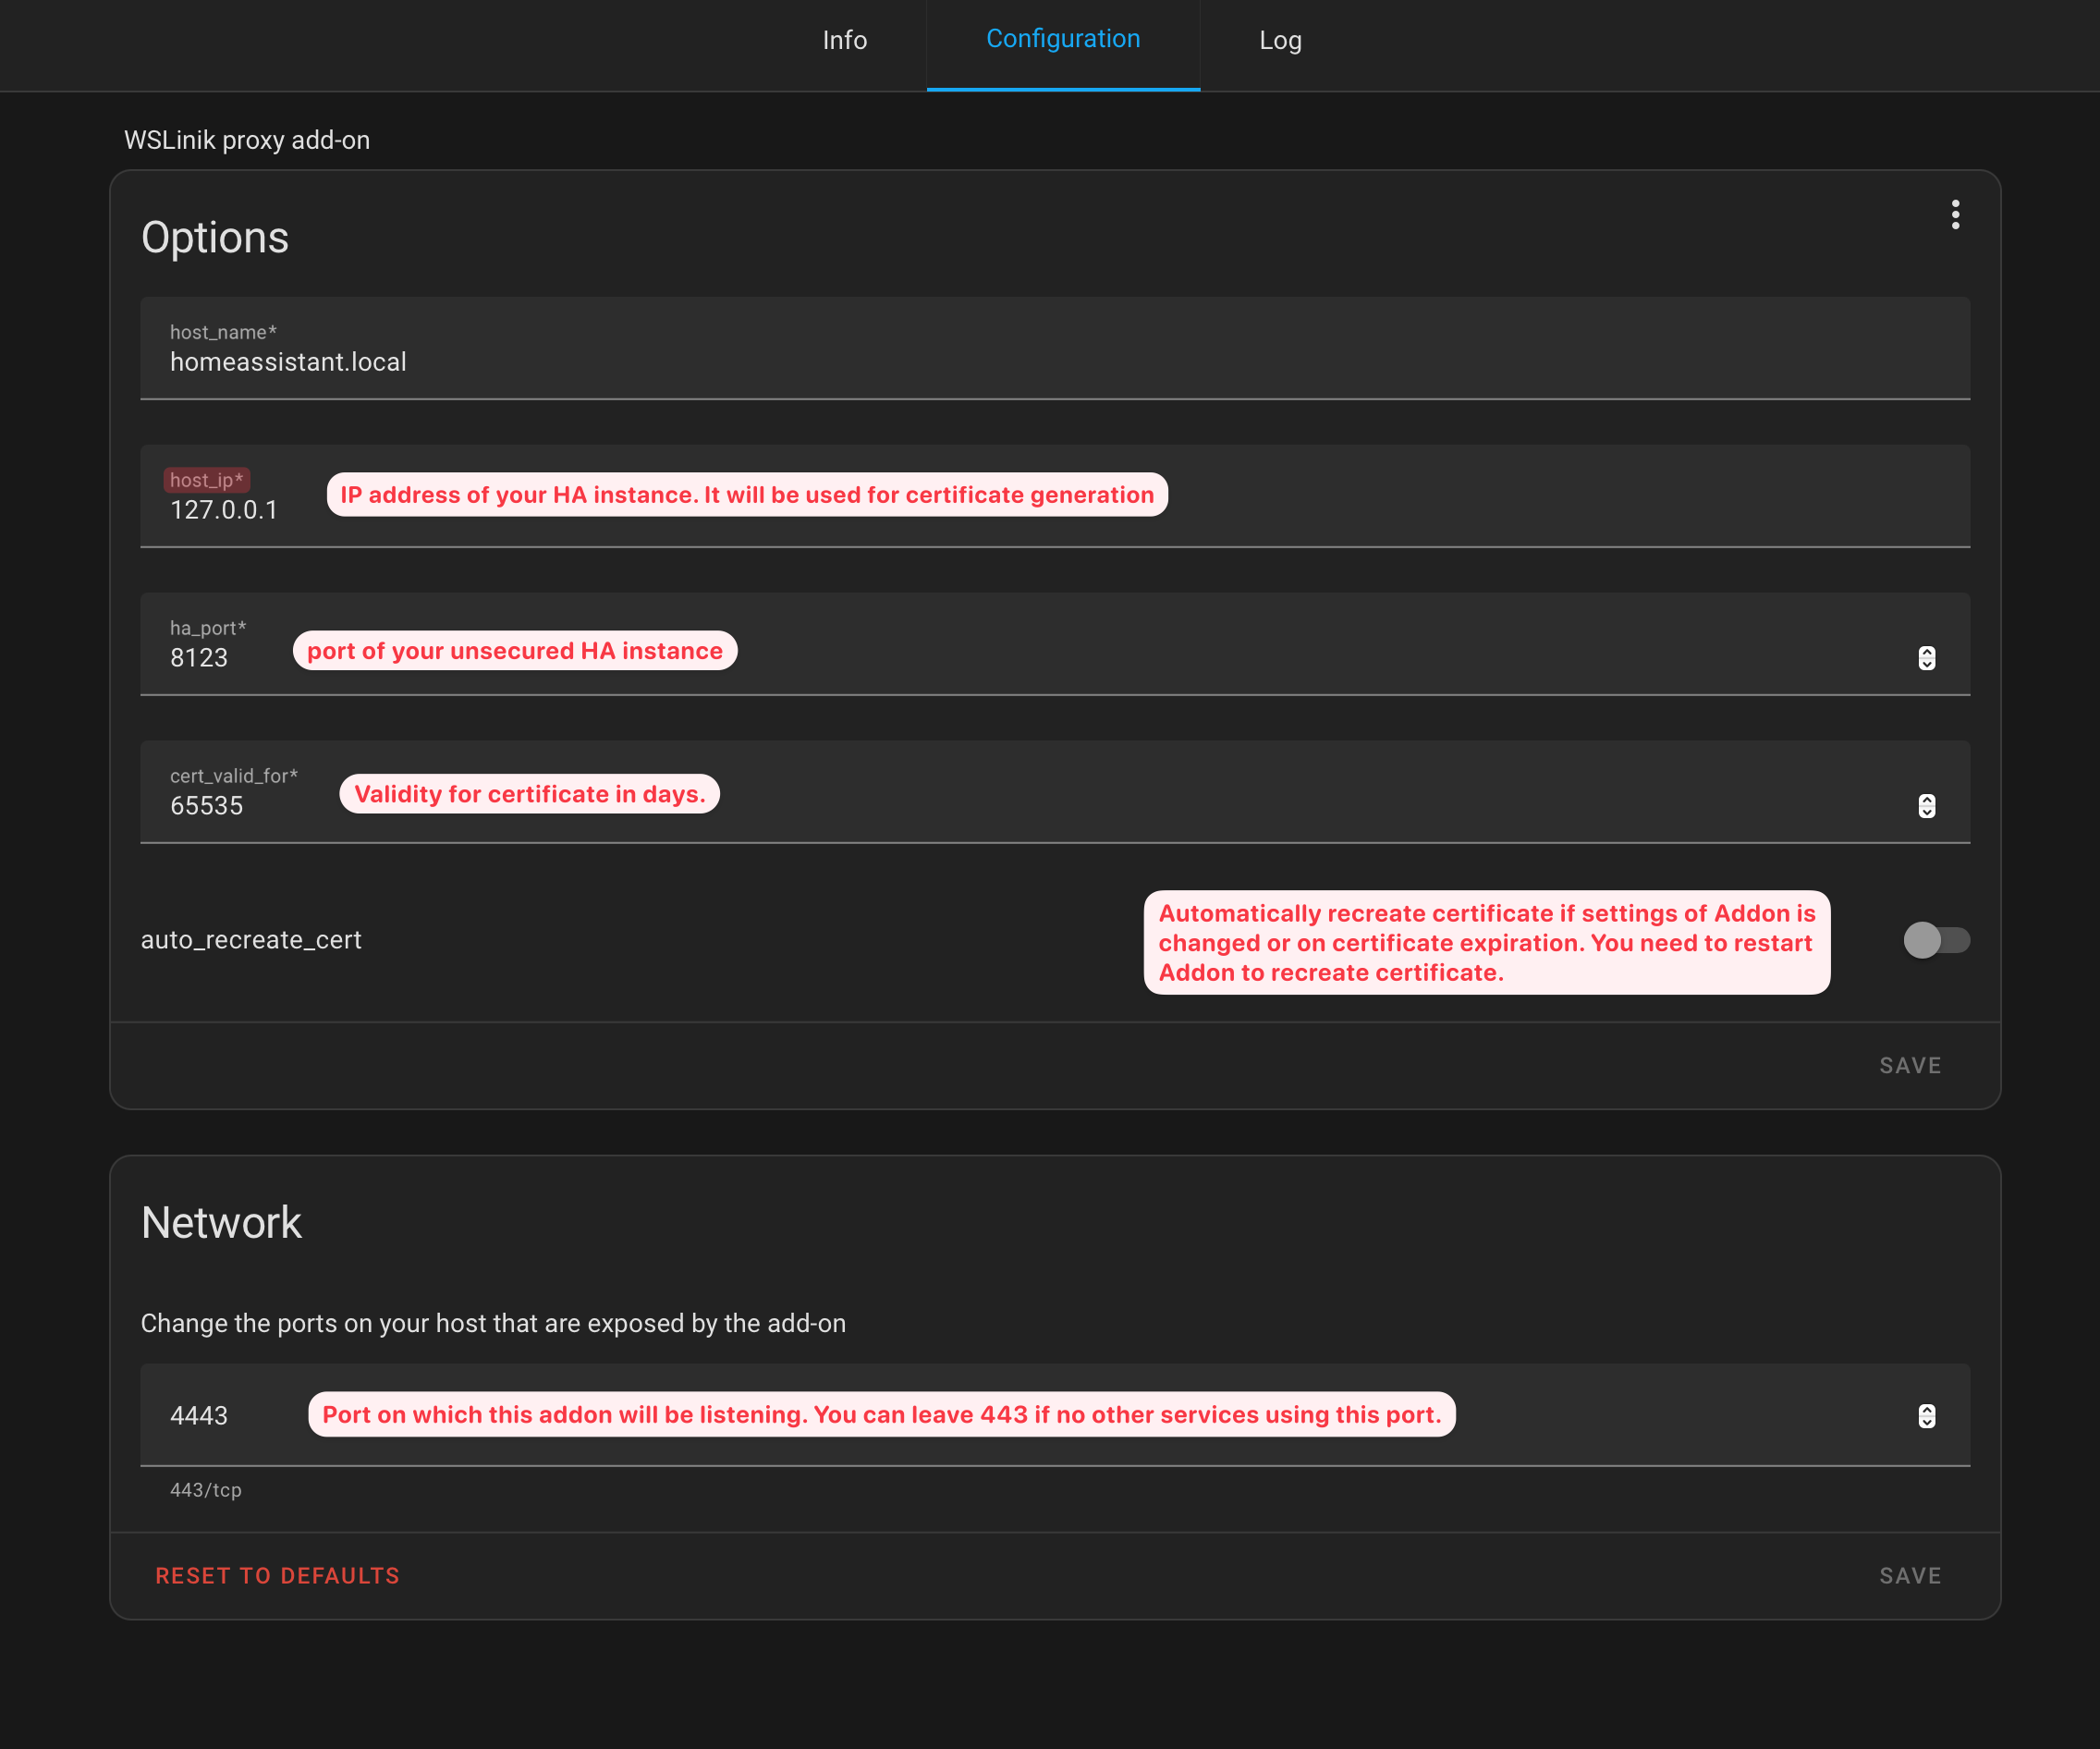 Info
Configuration
Log
WSLinik proxy add-on
Options
host_name*
homeassistant.local
host_ip*
127.0.0.1
IP address of your HA instance. It will be used for certificate generation
ha_port*
8123
port of your unsecured HA instance
cert_valid_for*
65535
Validity for certificate in days.
auto_recreate_cert
Automatically recreate certificate if settings of Addon is
changed or on certificate expiration. You need to restart
Addon to recreate certificate.
SAVE
Network
Change the ports on your host that are exposed by the add-on
4443
Port on which this addon will be listening. You can leave 443 if no other services using this port.
443/tcp
RESET TO DEFAULTS
SAVE